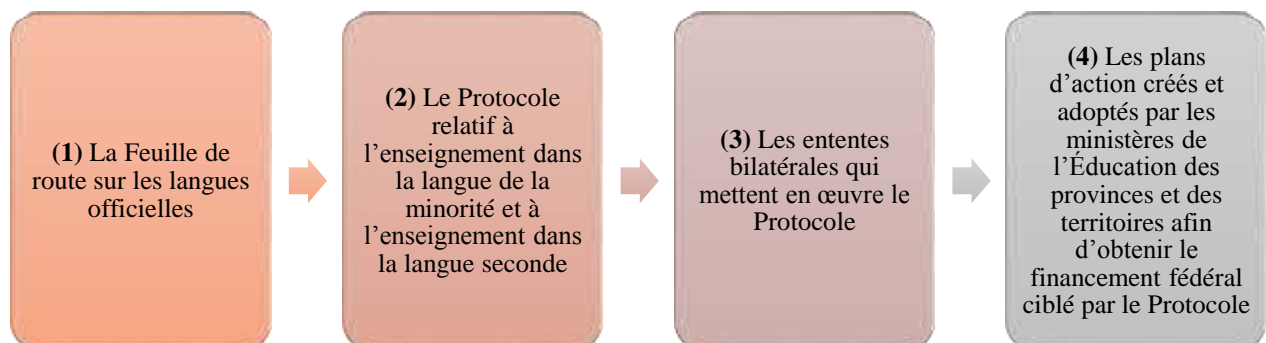 (1) La Feuille de
route sur les langues
officielles
(2) Le Protocole
relatif à
l’enseignement dans
la langue de la
minorité et à
l’enseignement dans
la langue seconde
(3) Les ententes
bilatérales qui
mettent en œuvre le
Protocole
(4) Les plans
d’action créés et
adoptés par les
ministères de
l’Éducation des
provinces et des
territoires afin
d’obtenir le
financement fédéral
ciblé par le Protocole